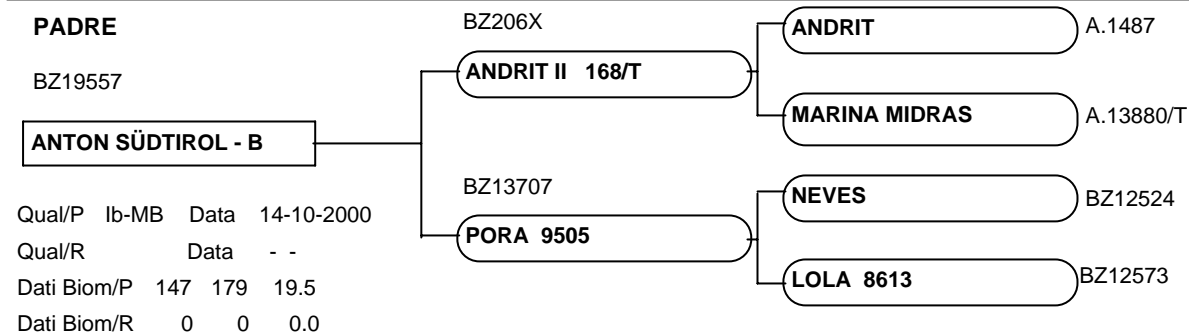 PADRE
BZ19557
ANTON SÜDTIROL - B
Qual/P Ib-MB Data 14-10-2000
Qual/R Data - -
Dati Biom/P 147 179 19.5
Dati Biom/R 0 0 0.0
BZ206X
ANDRIT II 168/T
BZ13707
PORA 9505
ANDRIT A.1487
MARINA MIDRAS A.13880/T
NEVES BZ12524
LOLA 8613 BZ12573